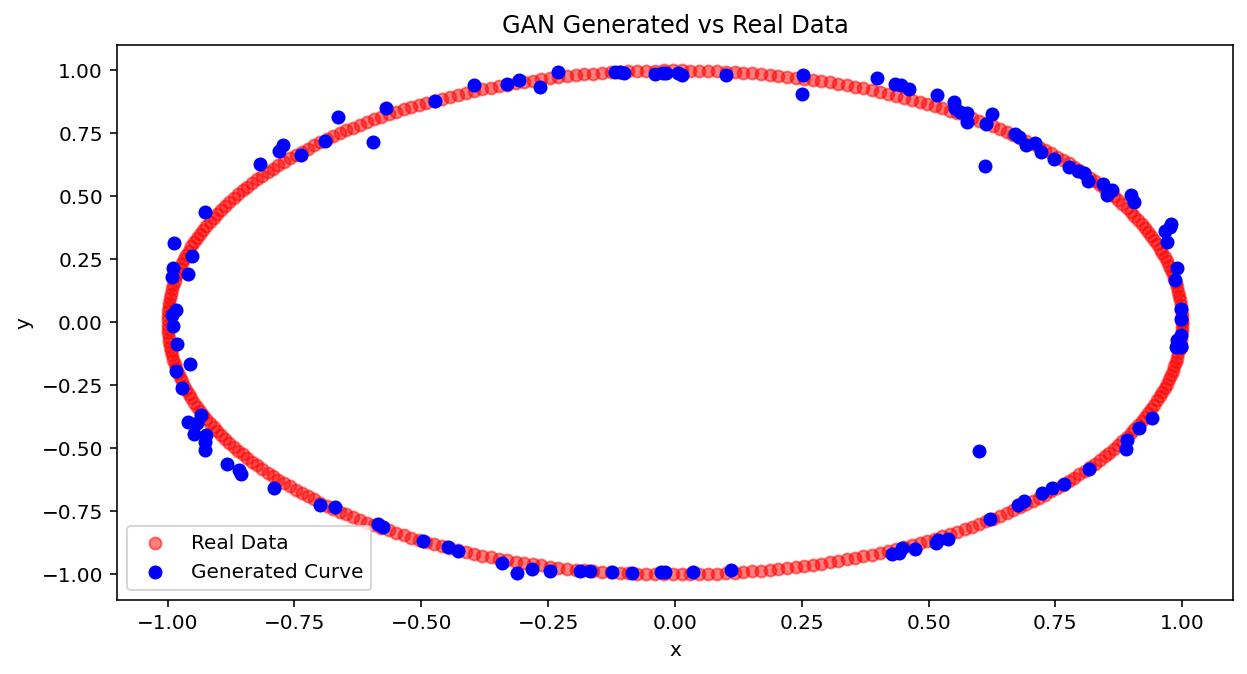 GAN Generated vs Real Data
1.00
0.75
0.50
0.25
0.00
−0.25
−0.50
−0.75
−1.00
y
Real Data
Generated Curve
−1.00 −0.75 −0.50 −0.25 0.00 0.25 0.50 0.75 1.00
x